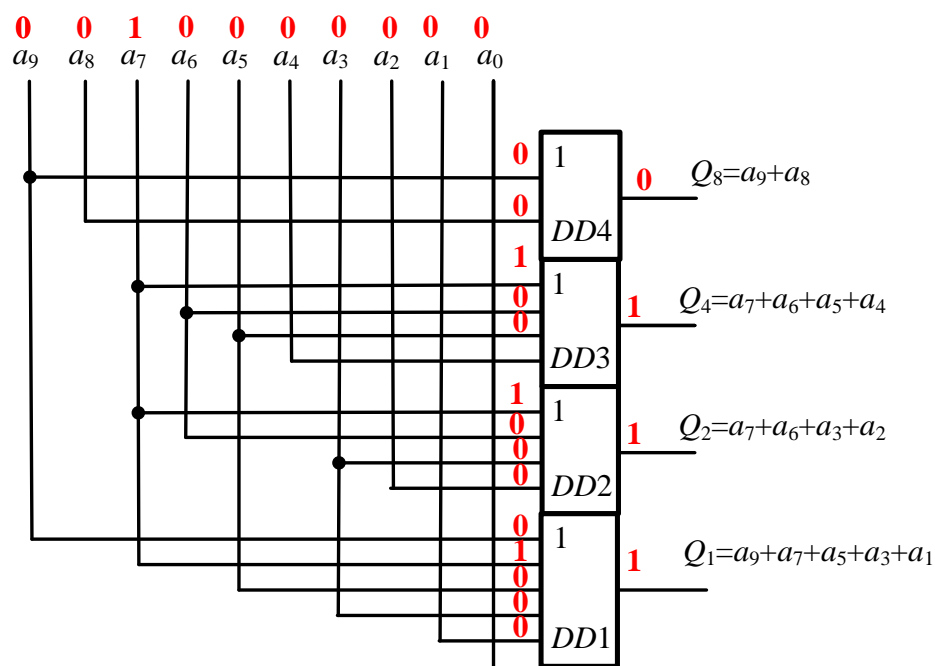 0 0 1 0 0 0 0 0 0 0
a9 a8 a7 a6 a5 a4 a3 a2 a1 a0
0 1 0 Q8=a9+a8
0
DD4
1
1
0 1 Q4=a7+a6+a5+a4
0
DD3
1
1
0 1 Q2=a7+a6+a3+a2
0
0 DD2
0 1
1 1 Q1=a9+a7+a5+a3+a1
0
0
0 DD1